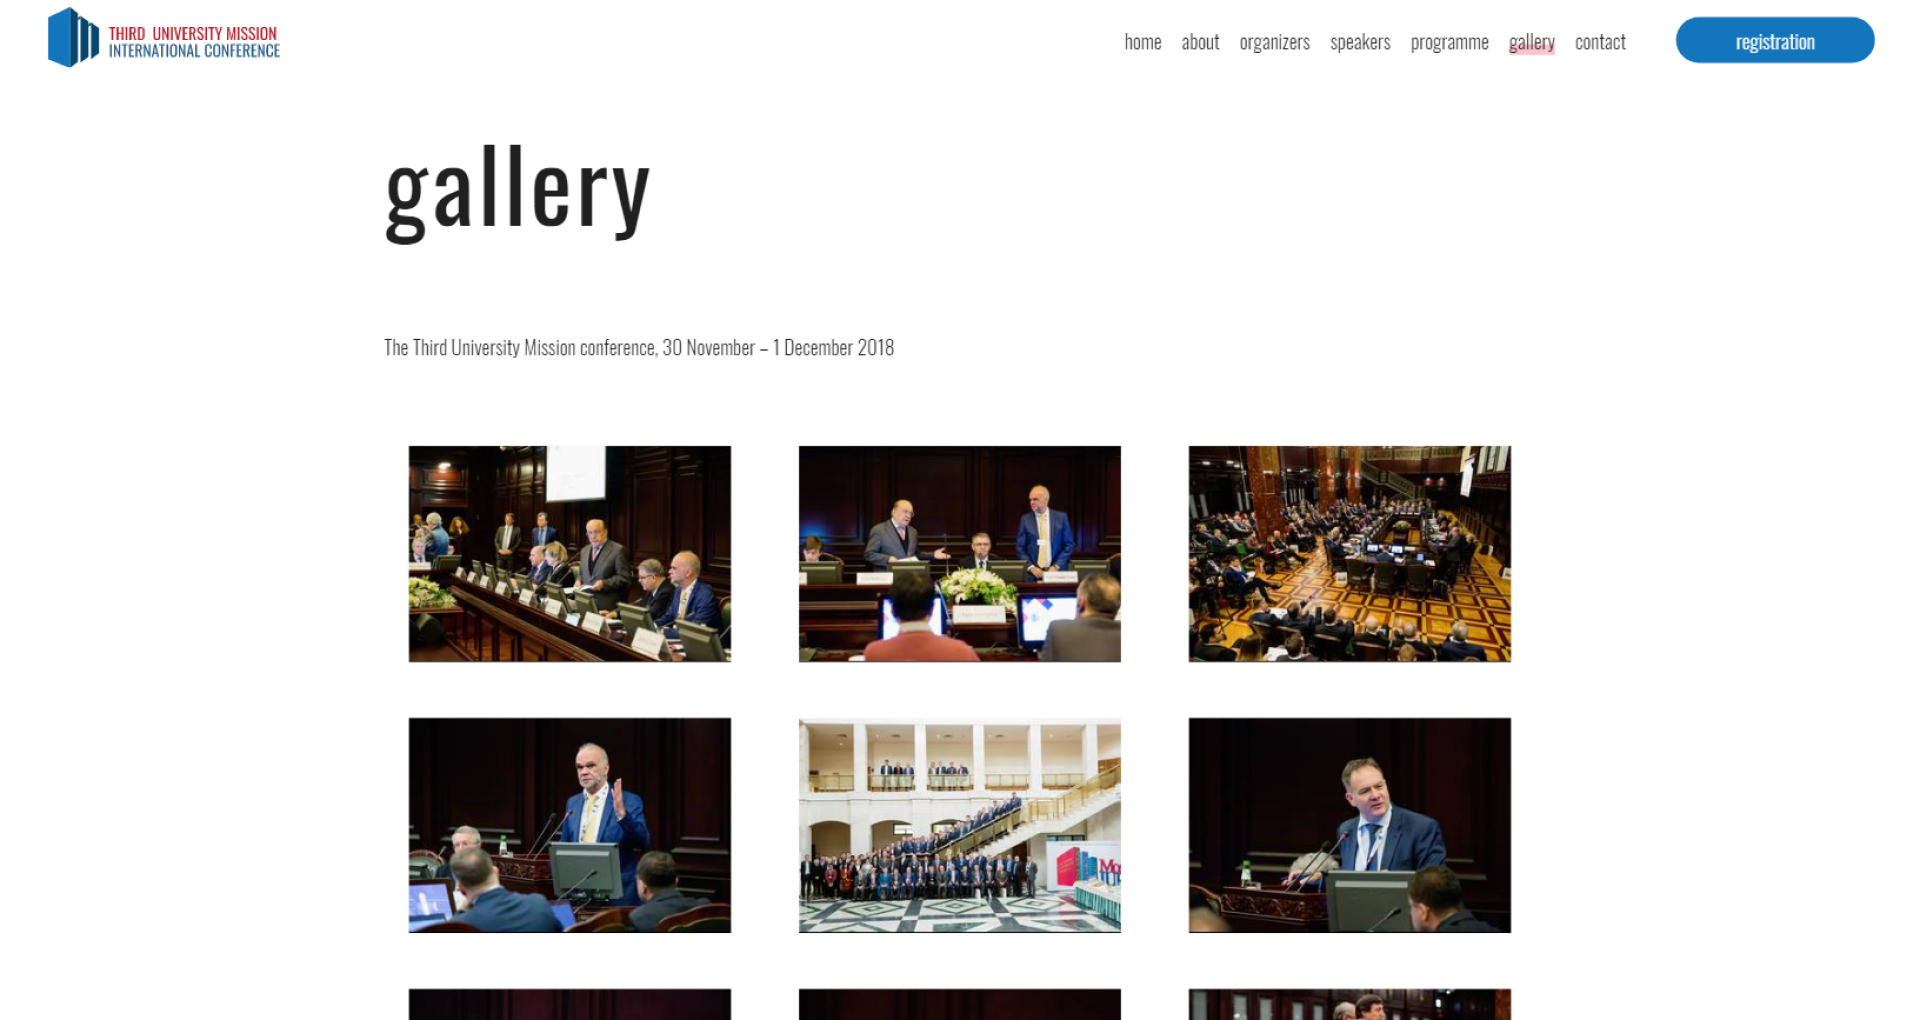 THIRD UNIVERSITY MISSION
INTERNATIONAL CONFERENCE
home about organizers speakers programme gallery contact registration
gallery
The Third University Mission conference, 30 November – 1 December 2018